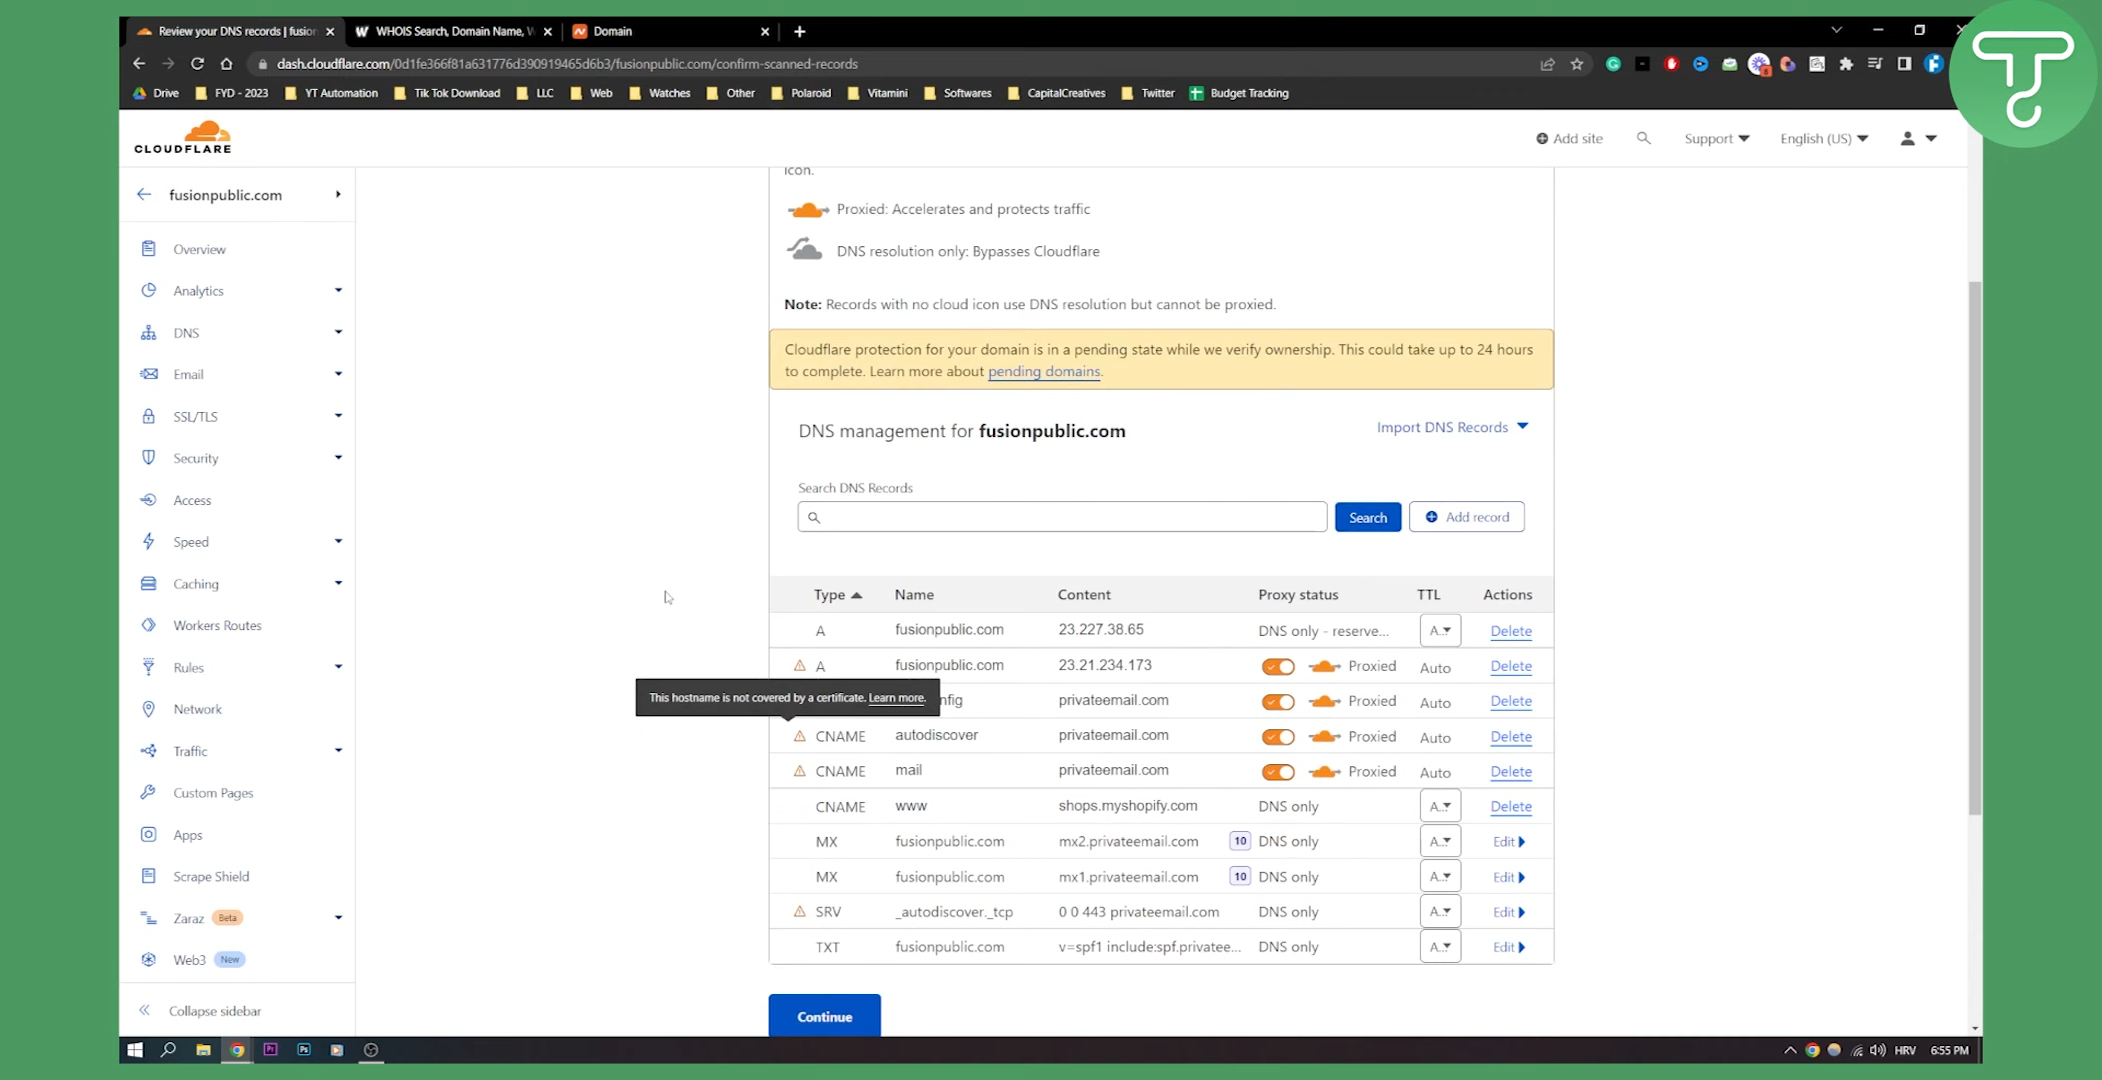 Review your DNS records | fusion
WHOIS Search, Domain Name, W
Domain
dash.cloudflare.com/0d1fe366f81a631776d390919465d6b3/fusionpublic.com/confirm-scanned-records
Drive
FYD - 2023
YT Automation
Tik Tok Download
LLC
Web
Watches
Other
Polaroid
Vitamini
Softwares
CapitalCreatives
Twitter
Budget Tracking
CLOUDFLARE
Add site
Support
English (US)
fusionpublic.com
Overview
Analytics
DNS
Email
SSL/TLS
Security
Access
Speed
Caching
Workers Routes
Rules
Network
Traffic
Custom Pages
Apps
Scrape Shield
Zaraz Beta
Web3 New
Collapse sidebar
icon.
Proxied: Accelerates and protects traffic
DNS resolution only: Bypasses Cloudflare
Note: Records with no cloud icon use DNS resolution but cannot be proxied.
Cloudflare protection for your domain is in a pending state while we verify ownership. This could take up to 24 hours
to complete. Learn more about pending domains.
DNS management for fusionpublic.com
Import DNS Records
Search DNS Records
Search
Add record
Type Name Content Proxy status TTL Actions
A fusionpublic.com 23.227.38.65 DNS only - reserve... A.. Delete
A fusionpublic.com 23.21.234.173 Proxied Auto Delete
This hostname is not covered by a certificate. Learn more.
nfig privateemail.com Proxied Auto Delete
CNAME autodiscover privateemail.com Proxied Auto Delete
CNAME mail privateemail.com Proxied Auto Delete
CNAME www shops.myshopify.com DNS only A.. Delete
MX fusionpublic.com mx2.privateemail.com 10 DNS only A.. Edit
MX fusionpublic.com mx1.privateemail.com 10 DNS only A.. Edit
SRV _autodiscover._tcp 0 0 443 privateemail.com DNS only A.. Edit
TXT fusionpublic.com v=spf1 include:spf.privatee... DNS only A.. Edit
Continue
Pr
Ps
HRV
6:55 PM